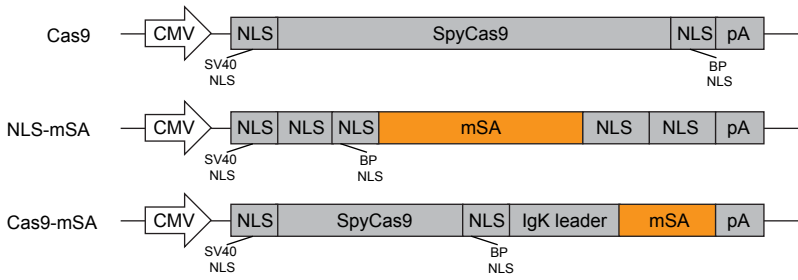 Cas9 CMV NLS SpyCas9 NLS pA
SV40 NLS
BP NLS
NLS-mSA CMV NLS NLS NLS mSA NLS NLS pA
SV40 NLS
BP NLS
Cas9-mSA CMV NLS SpyCas9 NLS IgK leader mSA pA
SV40 NLS
BP NLS